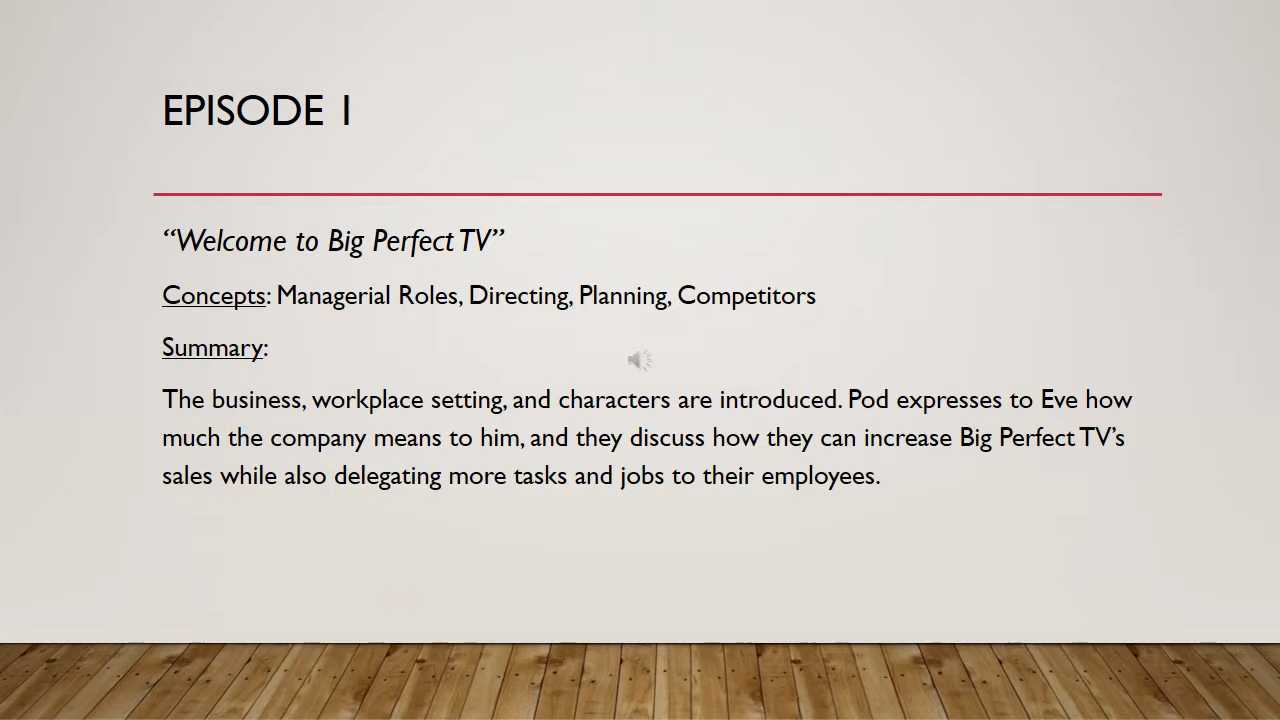 EPISODE 1
“Welcome to Big Perfect TV”
Concepts: Managerial Roles, Directing, Planning, Competitors
Summary:
The business, workplace setting, and characters are introduced. Pod expresses to Eve how
much the company means to him, and they discuss how they can increase Big Perfect TV’s
sales while also delegating more tasks and jobs to their employees.